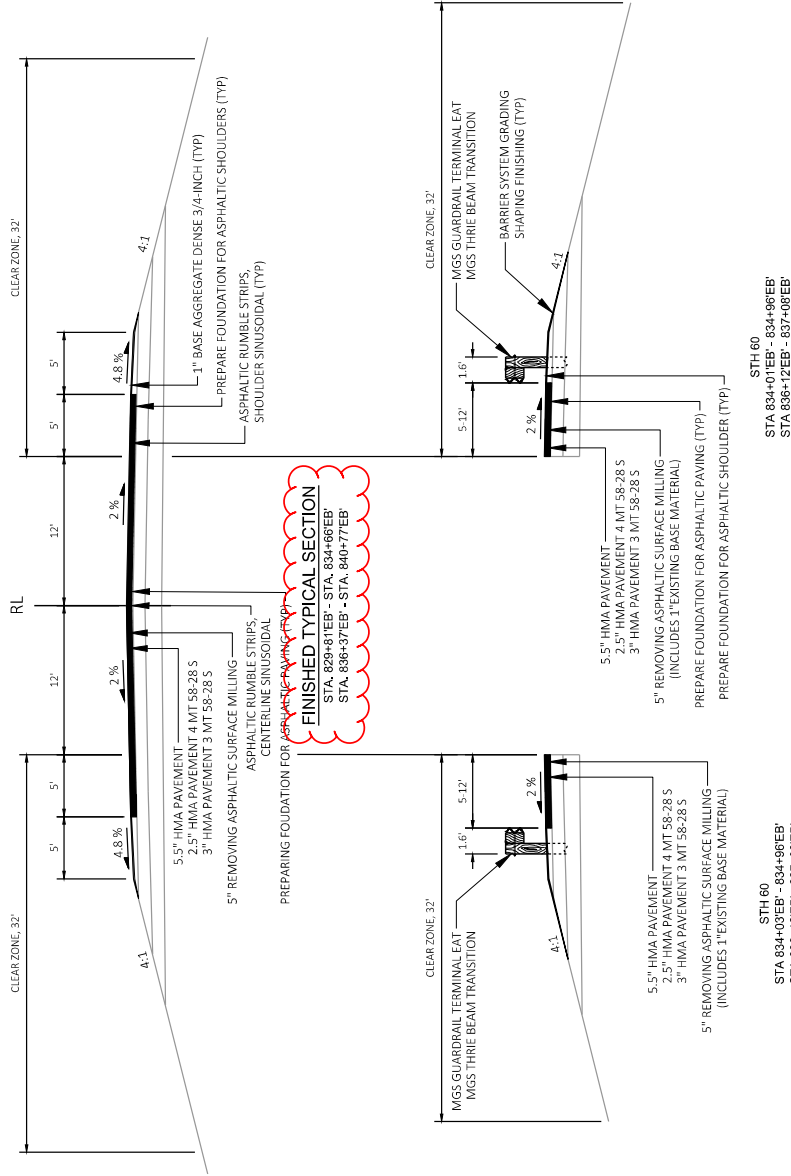 RL
CLEAR ZONE, 32'
CLEAR ZONE, 32'
5'
5'
12'
12'
5'
5'
4.8 %
2 %
2 %
4.8 %
4:1
4:1
5.5" HMA PAVEMENT
2.5" HMA PAVEMENT 4 MT 58-28 S
3" HMA PAVEMENT 3 MT 58-28 S
5" REMOVING ASPHALTIC SURFACE MILLING
ASPHALTIC RUMBLE STRIPS,
CENTERLINE SINUSOIDAL
PREPARING FOUDATION FOR ASPHALTIC PAVING (TYP)
1" BASE AGGREGATE DENSE 3/4-INCH (TYP)
PREPARE FOUNDATION FOR ASPHALTIC SHOULDERS (TYP)
ASPHALTIC RUMBLE STRIPS,
SHOULDER SINUSOIDAL (TYP)
FINISHED TYPICAL SECTION
STA. 829+81'EB' - STA. 834+66'EB'
STA. 836+37'EB' - STA. 840+77'EB'
CLEAR ZONE, 32'
MGS GUARDRAIL TERMINAL EAT
MGS THRIE BEAM TRANSITION
1.6'
5-12'
2 %
4:1
5.5" HMA PAVEMENT
2.5" HMA PAVEMENT 4 MT 58-28 S
3" HMA PAVEMENT 3 MT 58-28 S
5" REMOVING ASPHALTIC SURFACE MILLING
(INCLUDES 1"EXISTING BASE MATERIAL)
STH 60
STA 834+03'EB' - 834+96'EB'
CLEAR ZONE, 32'
MGS GUARDRAIL TERMINAL EAT
MGS THRIE BEAM TRANSITION
BARRIER SYSTEM GRADING
SHAPING FINISHING (TYP)
5-12'
1.6'
2 %
4:1
5.5" HMA PAVEMENT
2.5" HMA PAVEMENT 4 MT 58-28 S
3" HMA PAVEMENT 3 MT 58-28 S
5" REMOVING ASPHALTIC SURFACE MILLING
(INCLUDES 1"EXISTING BASE MATERIAL)
PREPARE FOUNDATION FOR ASPHALTIC PAVING (TYP)
PREPARE FOUNDATION FOR ASPHALTIC SHOULDER (TYP)
STH 60
STA 834+01'EB' - 834+96'EB'
STA 836+12'EB' - 837+08'EB'